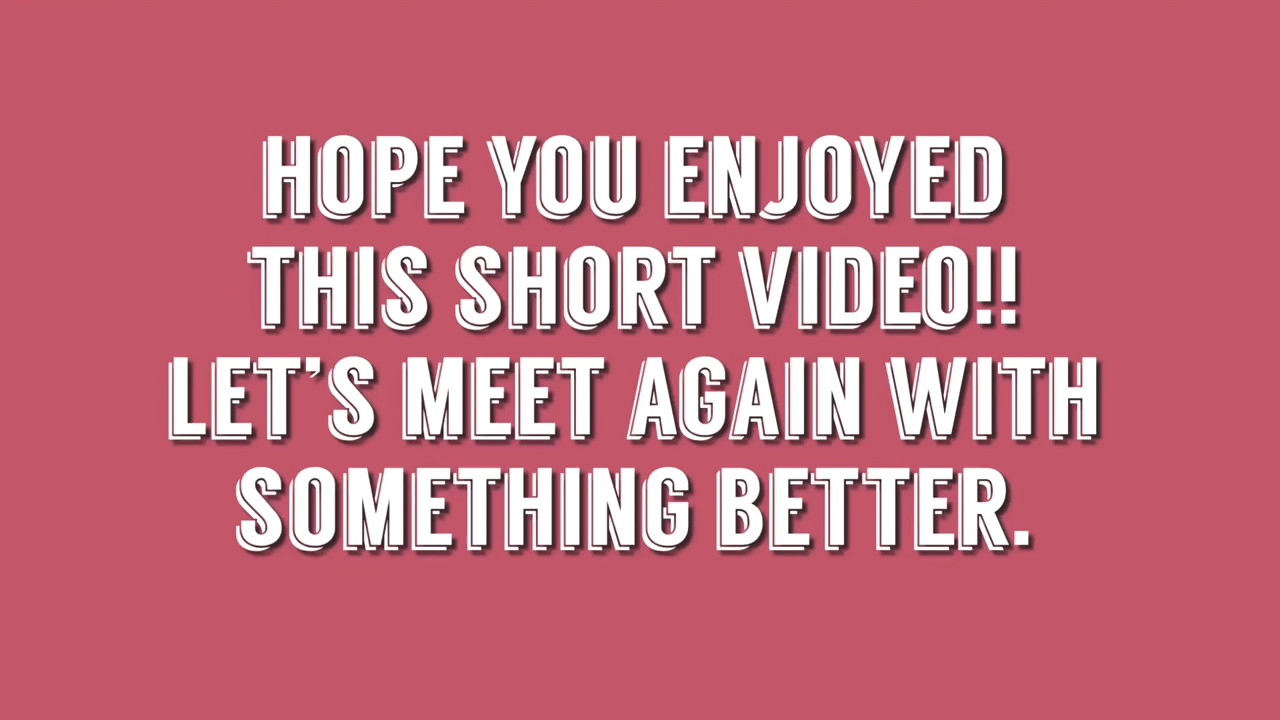 HOPE YOU ENJOYED
THIS SHORT VIDEO!!
LET'S MEET AGAIN WITH
SOMETHING BETTER.